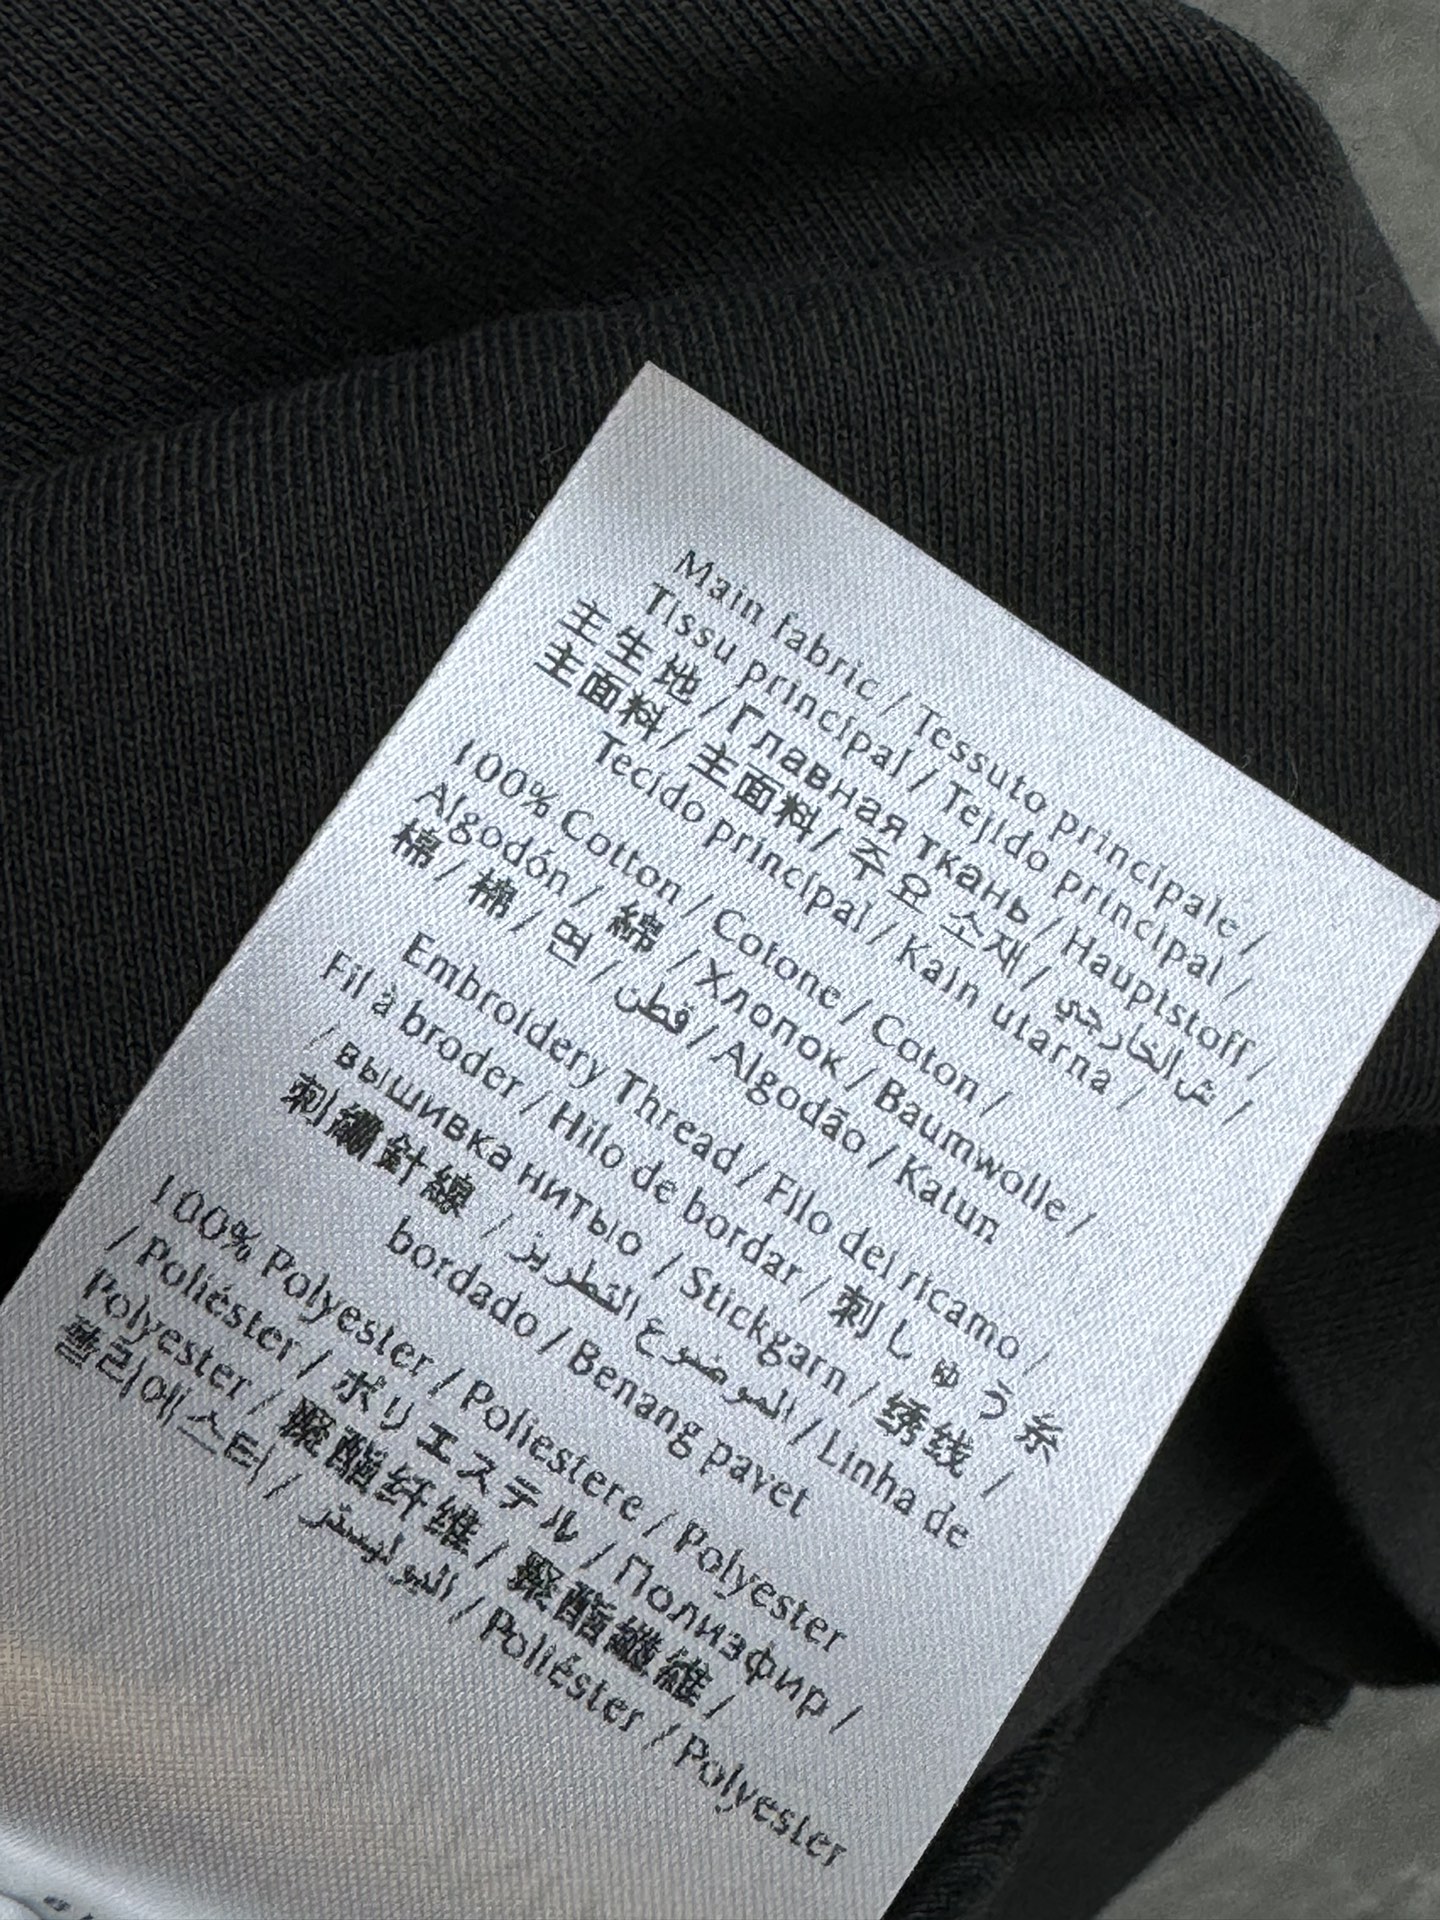 Main fabric / Tessuto principale /
Tissu principal / Tejido principal /
主生地 / Главная ткань / Hauptstoff /
主面料 / 主面料 / 주요 소재 / ش الخارجي /
Tecido principal / Kain utama /
100% Cotton / Cotone / Coton /
Algodón / 綿 / Хлопок / Baumwolle /
棉 / 棉 / 면 / قطن / Algodão / Katun
Embroidery Thread / Filo del ricamo /
Fil à broder / Hilo de bordar / 刺しゅう糸
/ вышивка нитью / Stickgarn / 绣线 /
刺繡針線 / الموضوع التطريز / Linha de
bordado / Benang pavet
100% Polyester / Poliestere / Polyester
/ Poliéster / ポリエステル / Полиэфир /
Polyester / 聚酯纤维 / 聚酯纖維 /
폴리에스터 / البوليستر / Poliéster / Polyester